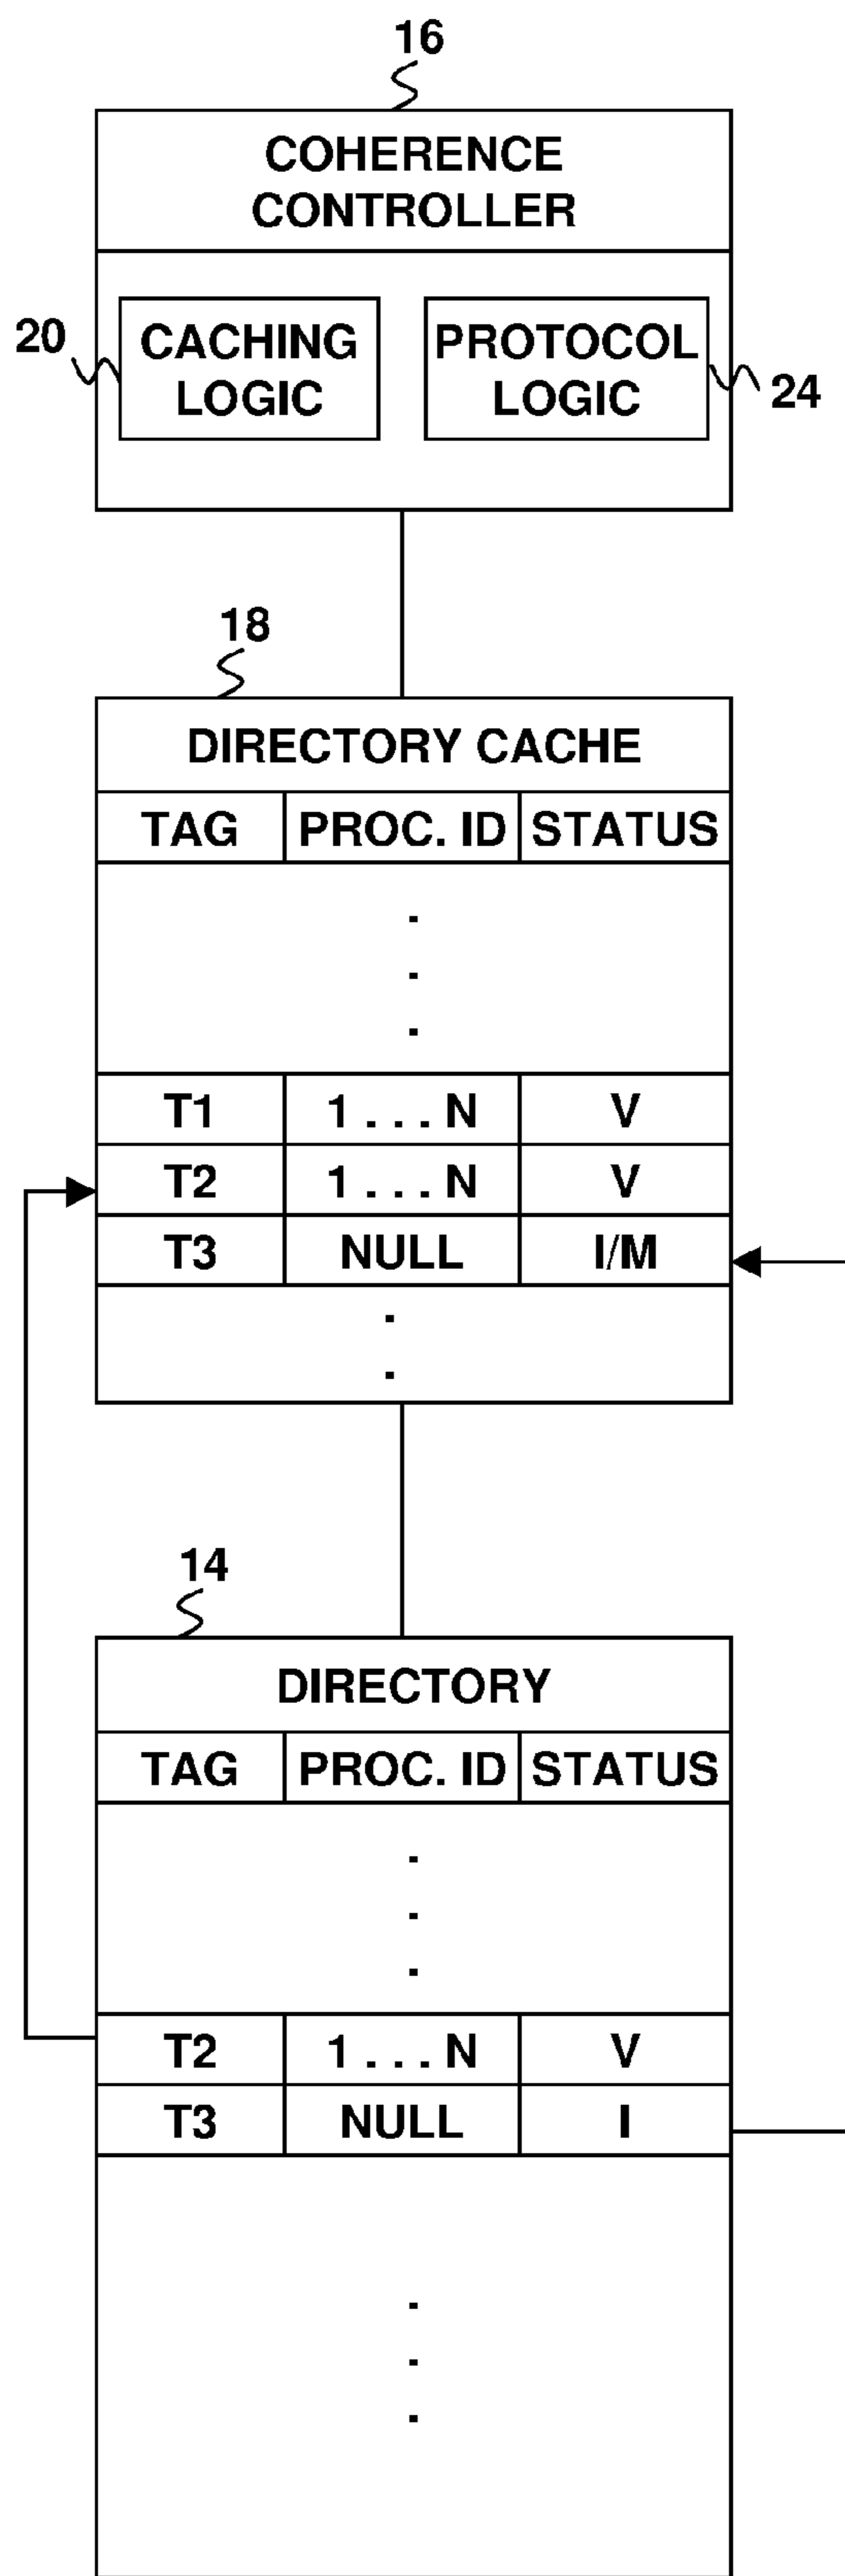 16
COHERENCE
CONTROLLER
20
CACHING
LOGIC
PROTOCOL
LOGIC
24
18
DIRECTORY CACHE
TAG PROC. ID STATUS
.
.
.
T1 1 . . . N V
T2 1 . . . N V
T3 NULL I/M
.
.
14
DIRECTORY
TAG PROC. ID STATUS
.
.
.
T2 1 . . . N V
T3 NULL I
.
.
.